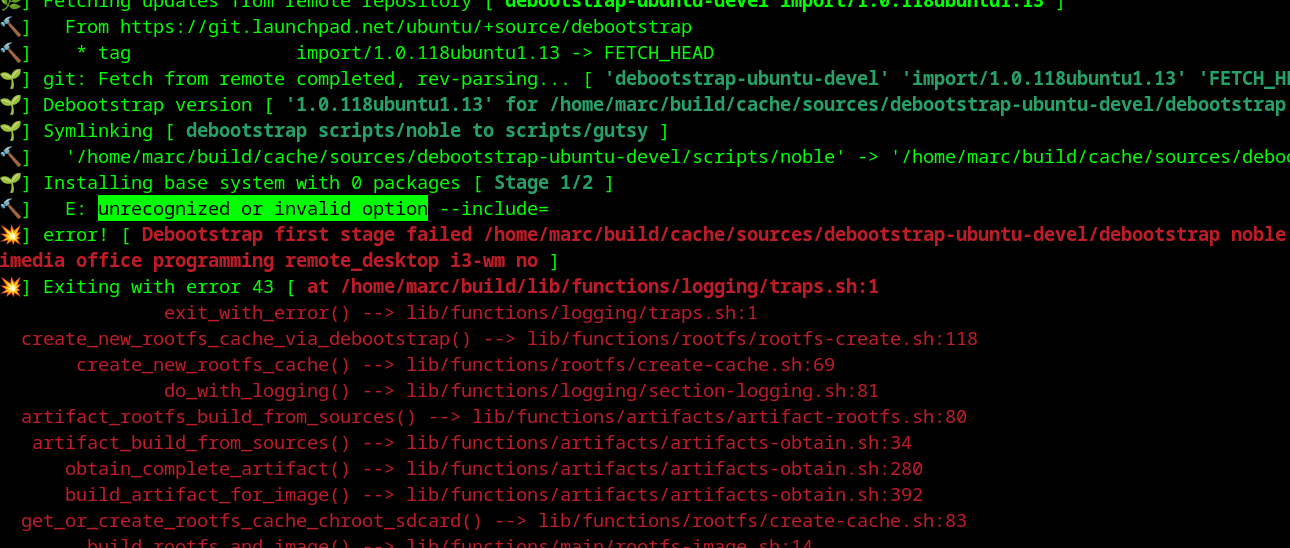 ] Fetching updates from remote repository [ debootstrap-ubuntu-devel import/1.0.118ubuntu1.13 ]
]   From https://git.launchpad.net/ubuntu/+source/debootstrap
]    * tag               import/1.0.118ubuntu1.13 -> FETCH_HEAD
🌱] git: Fetch from remote completed, rev-parsing... [ 'debootstrap-ubuntu-devel' 'import/1.0.118ubuntu1.13' 'FETCH_HE
🌱] Debootstrap version [ '1.0.118ubuntu1.13' for /home/marc/build/cache/sources/debootstrap-ubuntu-devel/debootstrap
🌱] Symlinking [ debootstrap scripts/noble to scripts/gutsy ]
🔨]   '/home/marc/build/cache/sources/debootstrap-ubuntu-devel/scripts/noble' -> '/home/marc/build/cache/sources/deboo
🌱] Installing base system with 0 packages [ Stage 1/2 ]
🔨]   E: unrecognized or invalid option --include=
💥] error! [ Debootstrap first stage failed /home/marc/build/cache/sources/debootstrap-ubuntu-devel/debootstrap noble
imedia office programming remote_desktop i3-wm no ]
💥] Exiting with error 43 [ at /home/marc/build/lib/functions/logging/traps.sh:1
exit_with_error() --> lib/functions/logging/traps.sh:1
create_new_rootfs_cache_via_debootstrap() --> lib/functions/rootfs/rootfs-create.sh:118
create_new_rootfs_cache() --> lib/functions/rootfs/create-cache.sh:69
do_with_logging() --> lib/functions/logging/section-logging.sh:81
artifact_rootfs_build_from_sources() --> lib/functions/artifacts/artifact-rootfs.sh:80
artifact_build_from_sources() --> lib/functions/artifacts/artifacts-obtain.sh:34
obtain_complete_artifact() --> lib/functions/artifacts/artifacts-obtain.sh:280
build_artifact_for_image() --> lib/functions/artifacts/artifacts-obtain.sh:392
get_or_create_rootfs_cache_chroot_sdcard() --> lib/functions/rootfs/create-cache.sh:83
build_rootfs_and_image() --> lib/functions/main/rootfs-image.sh:14